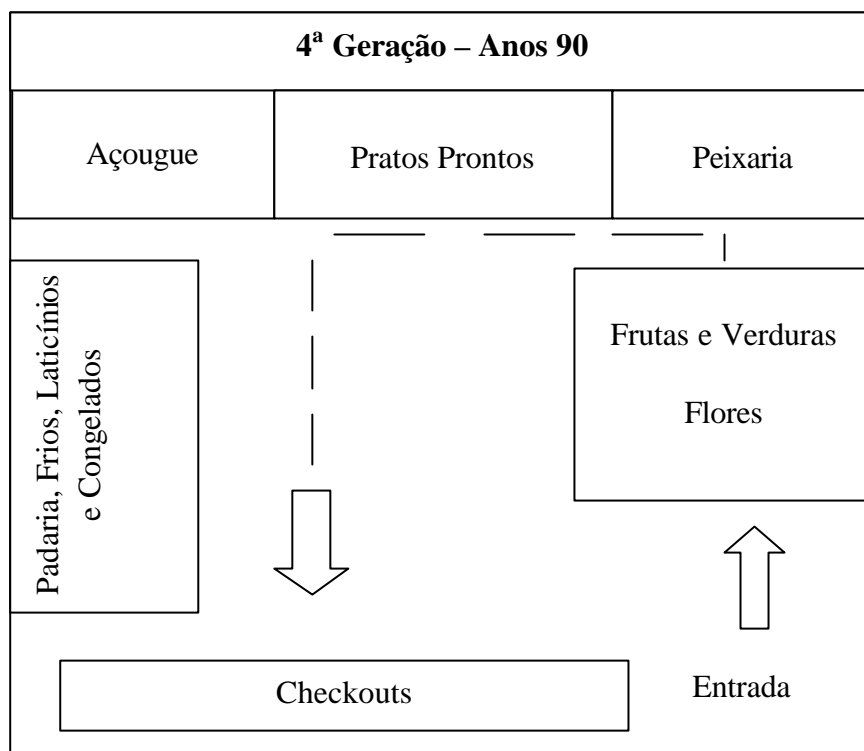 4ª Geração – Anos 90
Açougue
Pratos Prontos
Peixaria
Padaria, Frios, Laticínios
e Congelados
Frutas e Verduras
Flores
Checkouts
Entrada